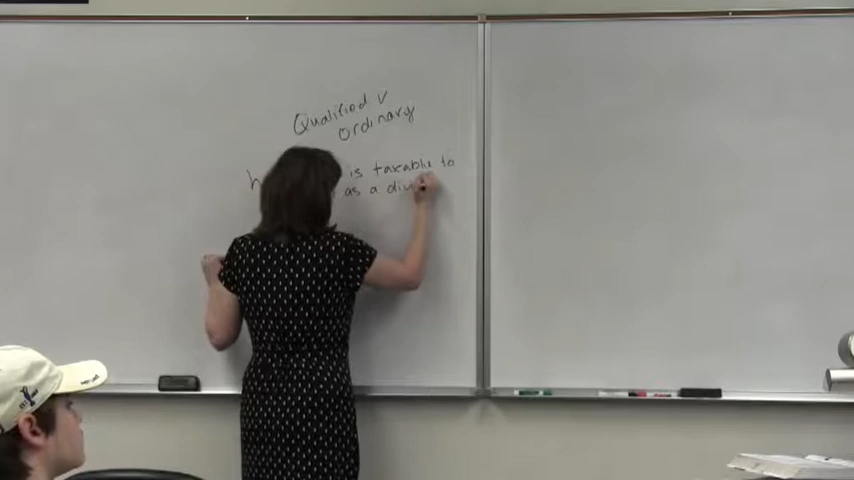 Qualified v
ordinary
is taxable to
as a div